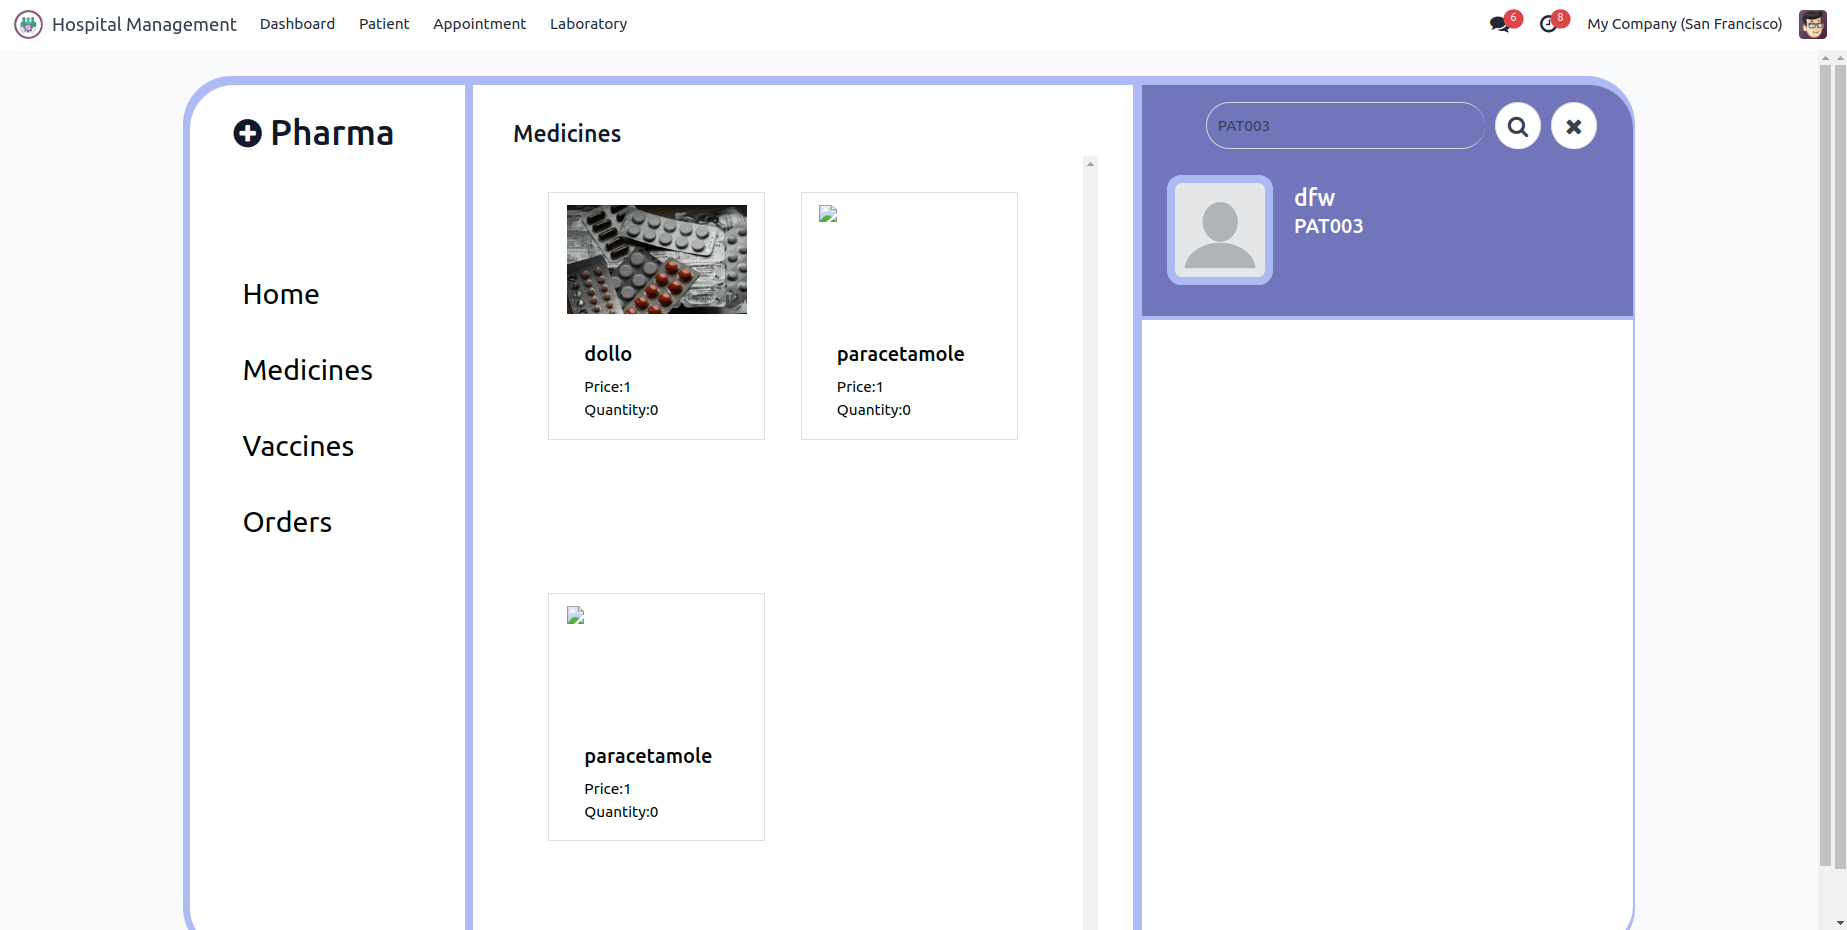 Hospital Management Dashboard Patient Appointment Laboratory 6 8 My Company (San Francisco)
Pharma
Home
Medicines
Vaccines
Orders
Medicines
dollo
Price:1
Quantity:0
paracetamole
Price:1
Quantity:0
paracetamole
Price:1
Quantity:0
PAT003
dfw
PAT003